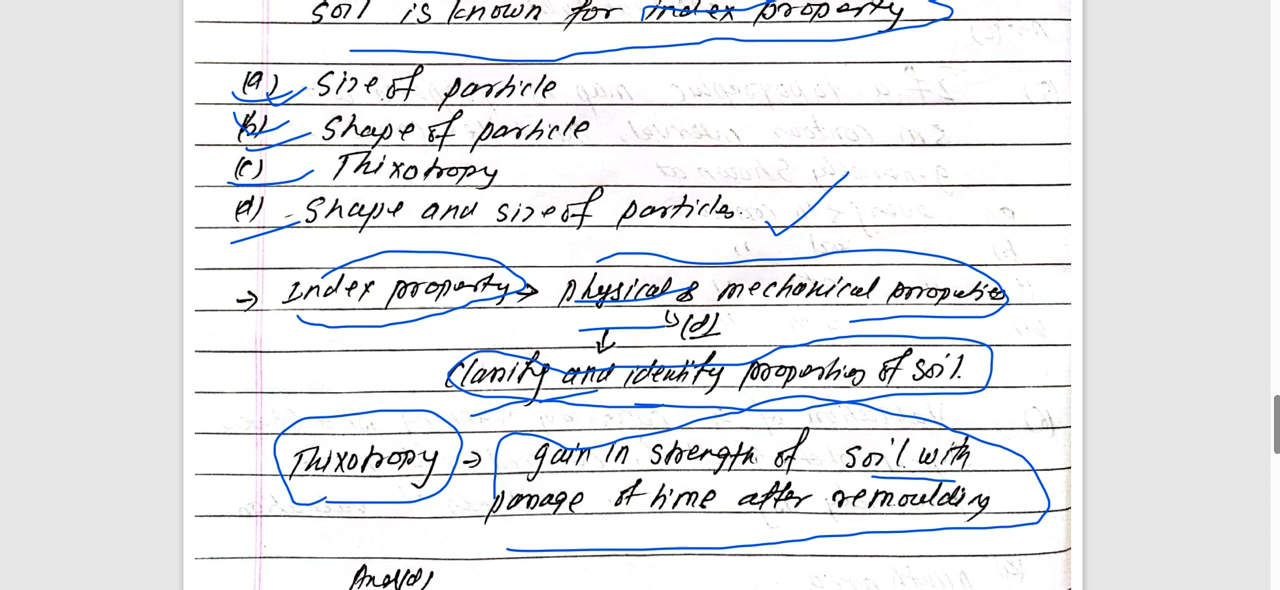 soil is known for index property
(a) Size of particle
(b) Shape of particle
(c) Thixotropy
(d) Shape and size of particles.
→ Index property → physical & mechanical properties
↳(d)
↓
Classify and identify properties of soil.
Thixotropy → gain in strength of soil with
passage of time after remoulding